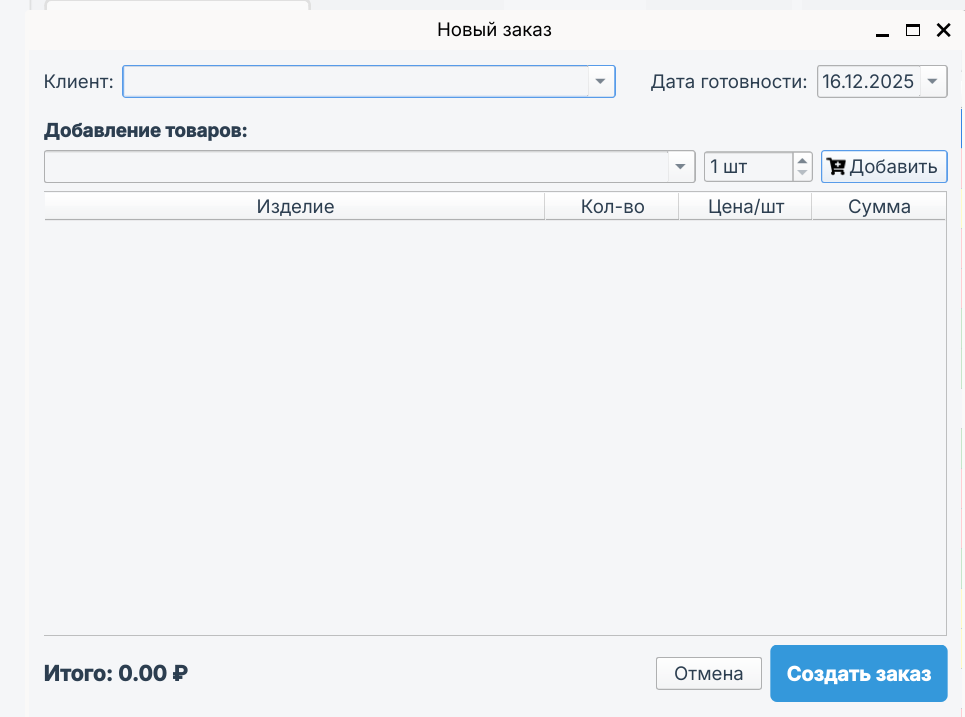 Новый заказ
Клиент: Дата готовности: 16.12.2025
Добавление товаров:
1 шт Добавить
Изделие Кол-во Цена/шт Сумма
Итого: 0.00 ₽ Отмена Создать заказ